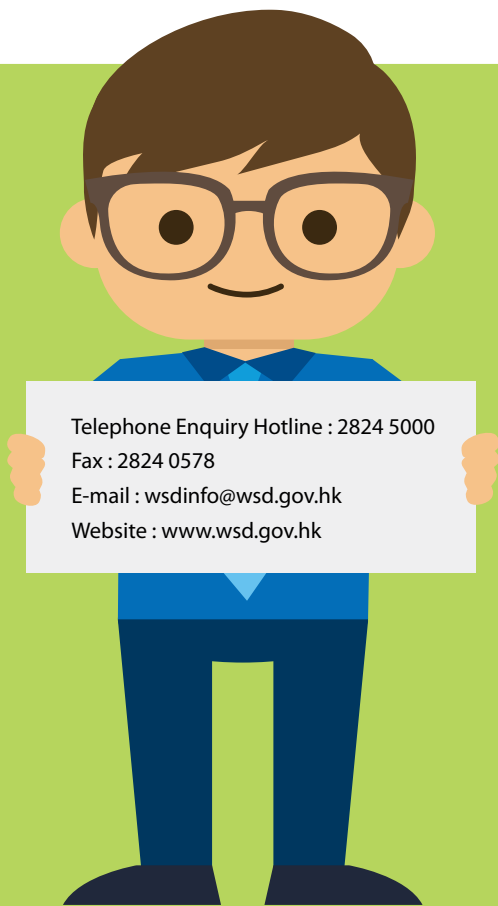 Telephone Enquiry Hotline : 2824 5000
Fax : 2824 0578
E-mail : wsdinfo@wsd.gov.hk
Website : www.wsd.gov.hk